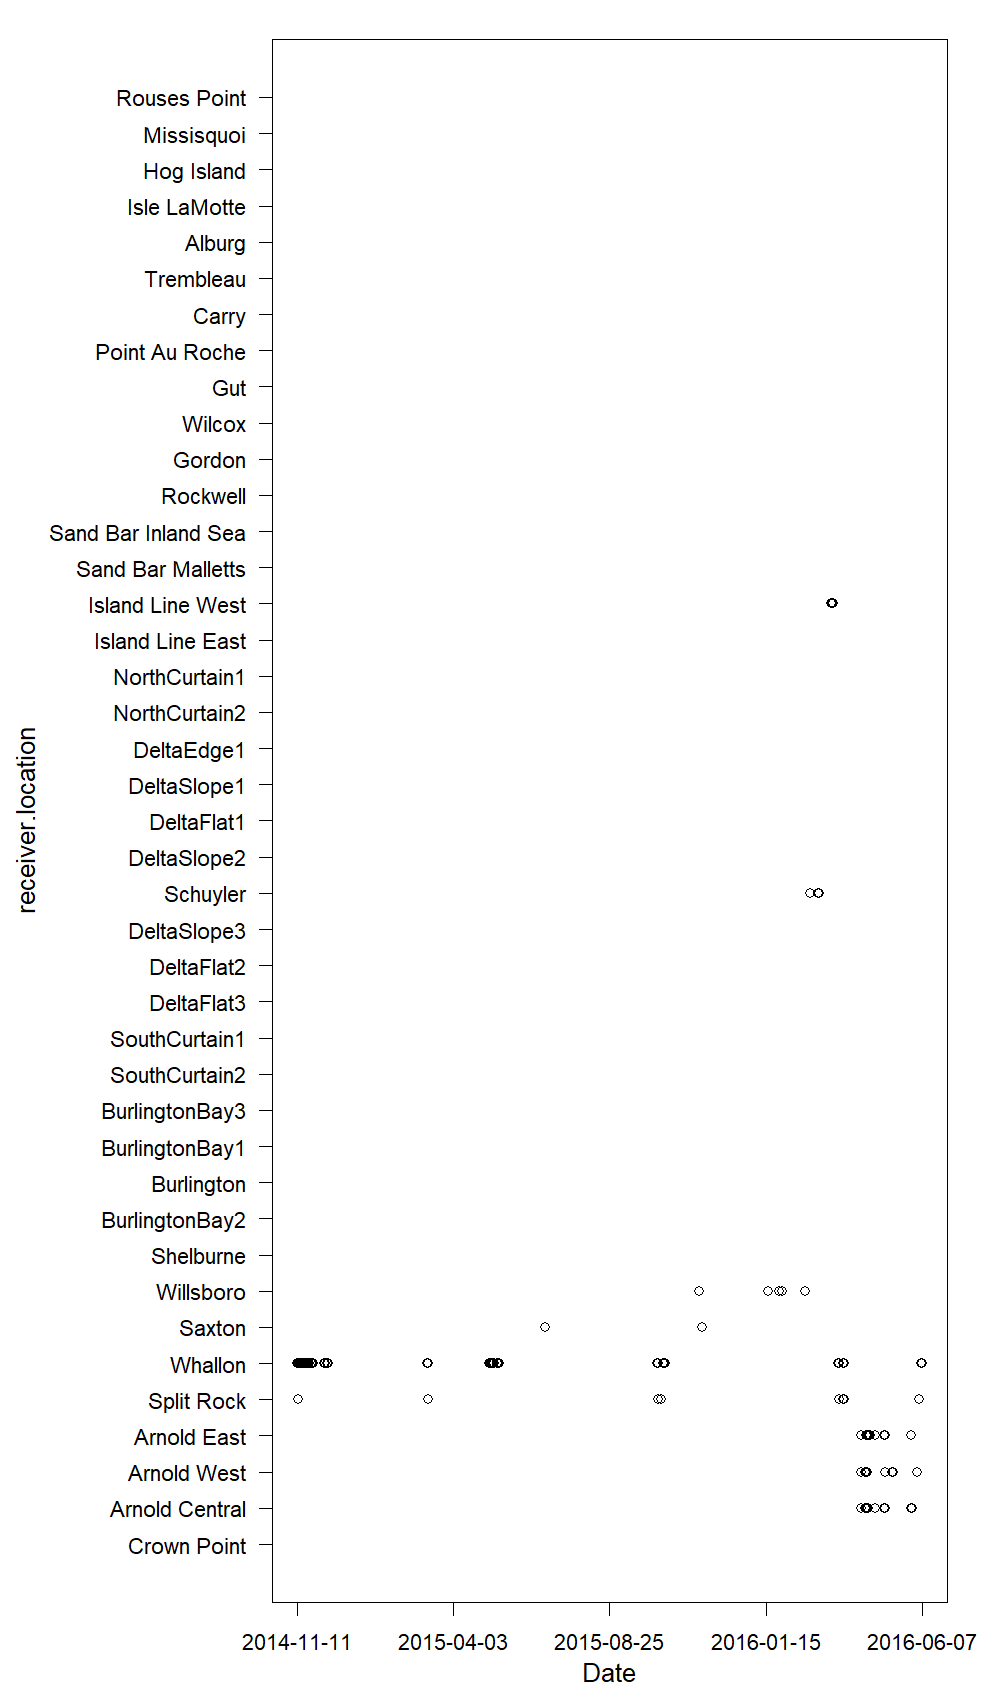 Rouses Point
Missisquoi
Hog Island
Isle LaMotte
Alburg
Trembleau
Carry
Point Au Roche
Gut
Wilcox
Gordon
Rockwell
Sand Bar Inland Sea
Sand Bar Malletts
Island Line West
Island Line East
NorthCurtain1
NorthCurtain2
DeltaEdge1
DeltaSlope1
DeltaFlat1
DeltaSlope2
Schuyler
DeltaSlope3
DeltaFlat2
DeltaFlat3
SouthCurtain1
SouthCurtain2
BurlingtonBay3
BurlingtonBay1
Burlington
BurlingtonBay2
Shelburne
Willsboro
Saxton
Whallon
Split Rock
Arnold East
Arnold West
Arnold Central
Crown Point
receiver.location
2014-11-11 2015-04-03 2015-08-25 2016-01-15 2016-06-07
Date